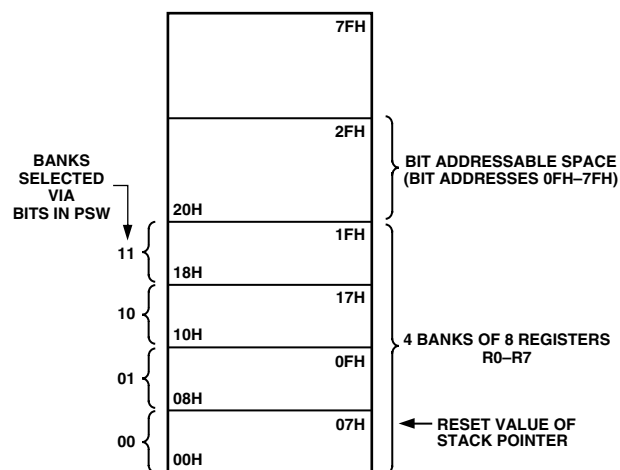 7FH
2FH
BANKS
SELECTED
VIA
BITS IN PSW
BIT ADDRESSABLE SPACE
(BIT ADDRESSES 0FH–7FH)
20H
11
1FH
18H
10
17H
10H
4 BANKS OF 8 REGISTERS
R0–R7
01
0FH
08H
00
07H
00H
RESET VALUE OF
STACK POINTER